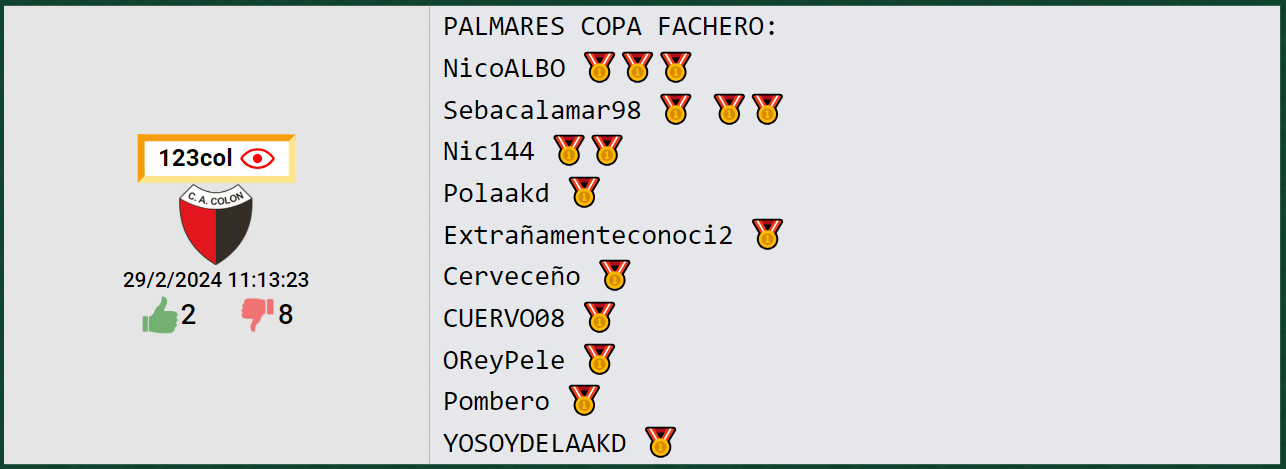 123col
C. A. COLON
29/2/2024 11:13:23
2 8
PALMARES COPA FACHERO:
NicoALBO 🥇🥇🥇
Sebacalamar98 🥇 🥇🥇
Nic144 🥇🥇
Polaakd 🥇
Extrañamenteconoci2 🥇
Cerveceño 🥇
CUERVO08 🥇
OReyPele 🥇
Pombero 🥇
YOSOYDELAAKD 🥇